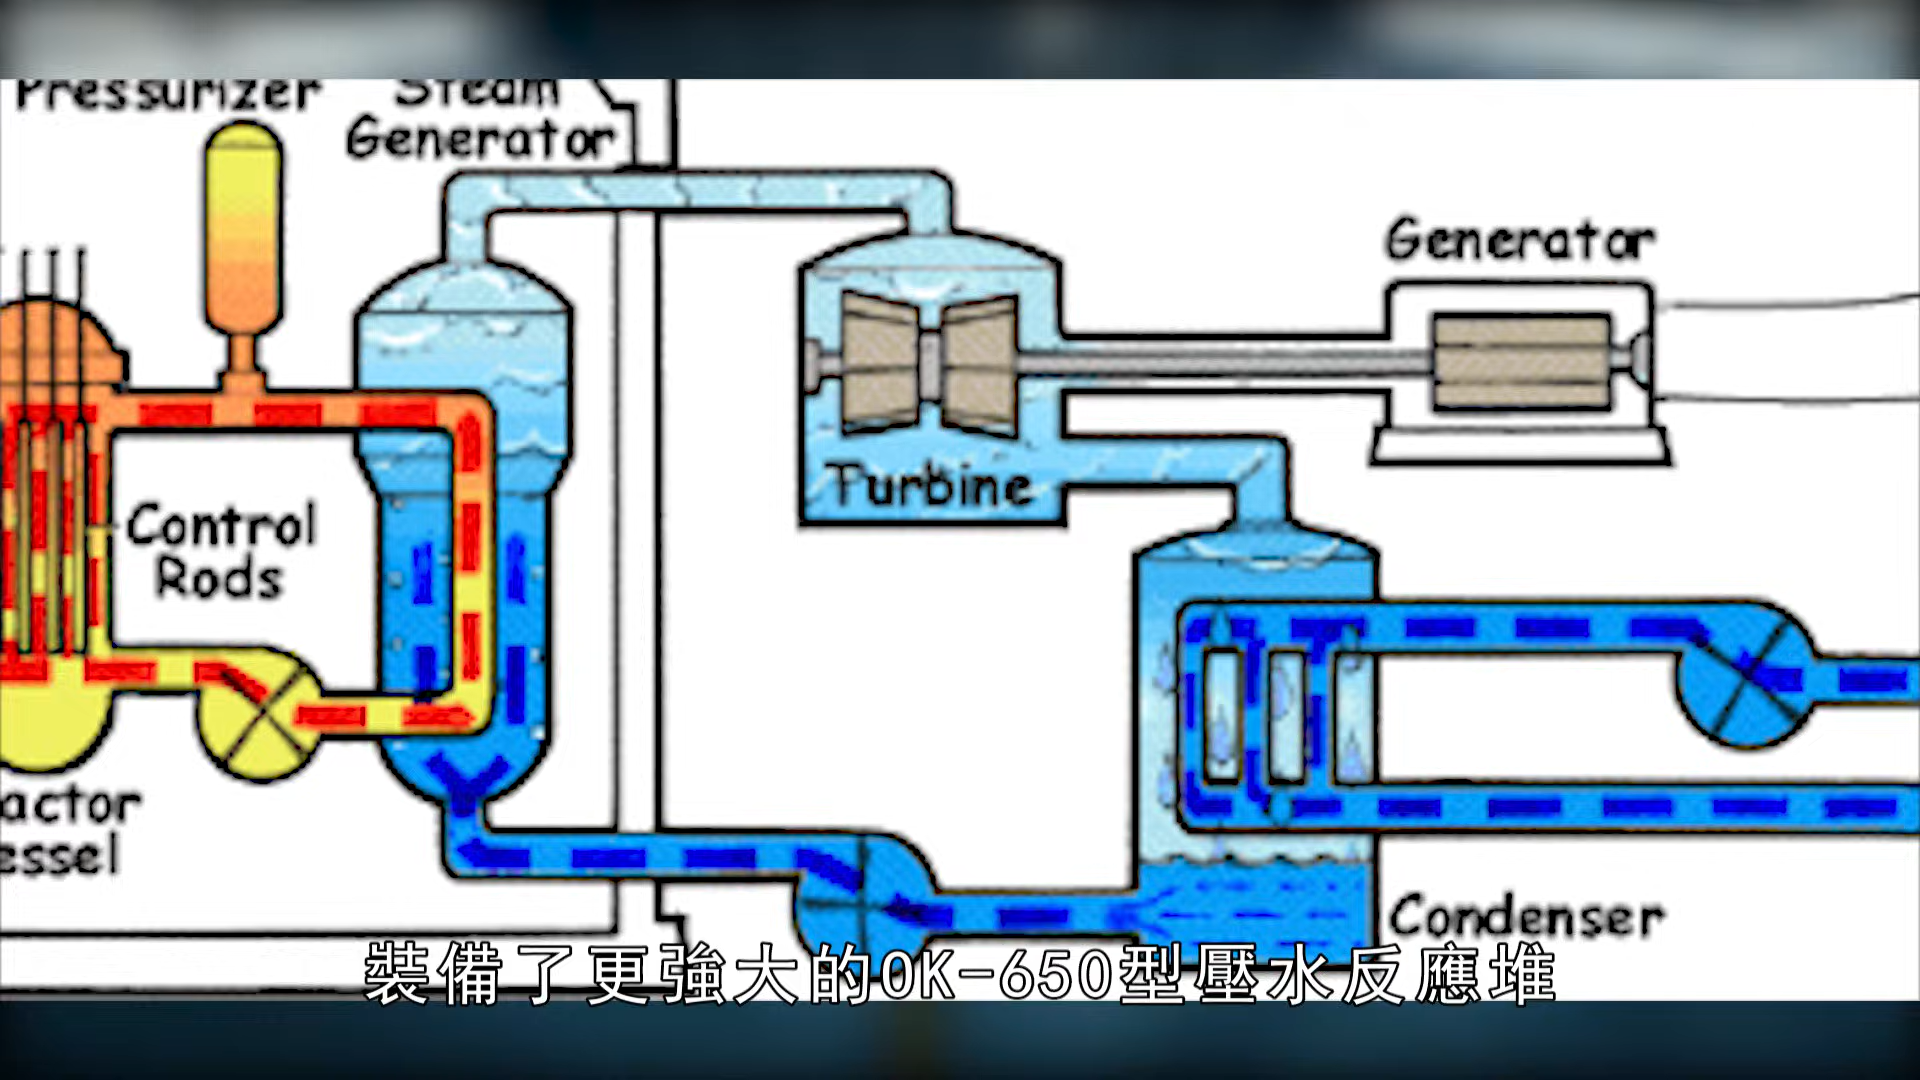 Pressurizer
Steam
Generator
Generator
Turbine
Control
Rods
actor
essel
Condenser
裝備了更強大的OK-650型壓水反應堆